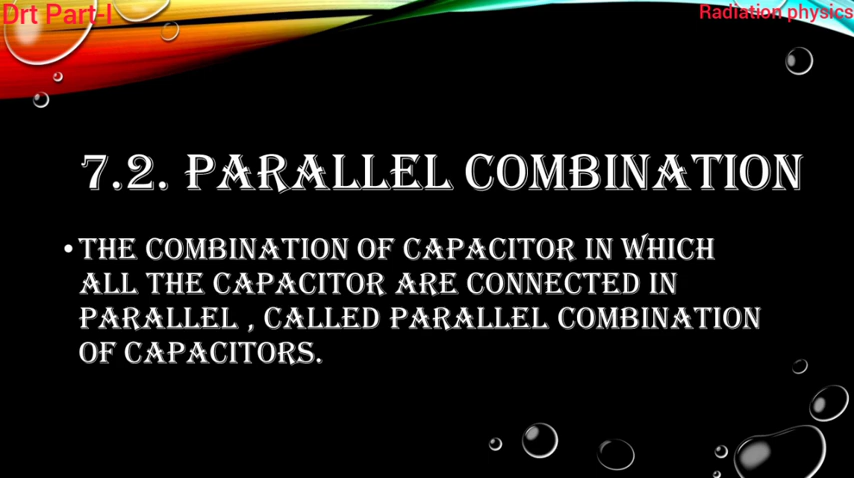 Drt Part-I
Radiation physics
7.2. PARALLEL COMBINATION
• THE COMBINATION OF CAPACITOR IN WHICH
ALL THE CAPACITOR ARE CONNECTED IN
PARALLEL , CALLED PARALLEL COMBINATION
OF CAPACITORS.